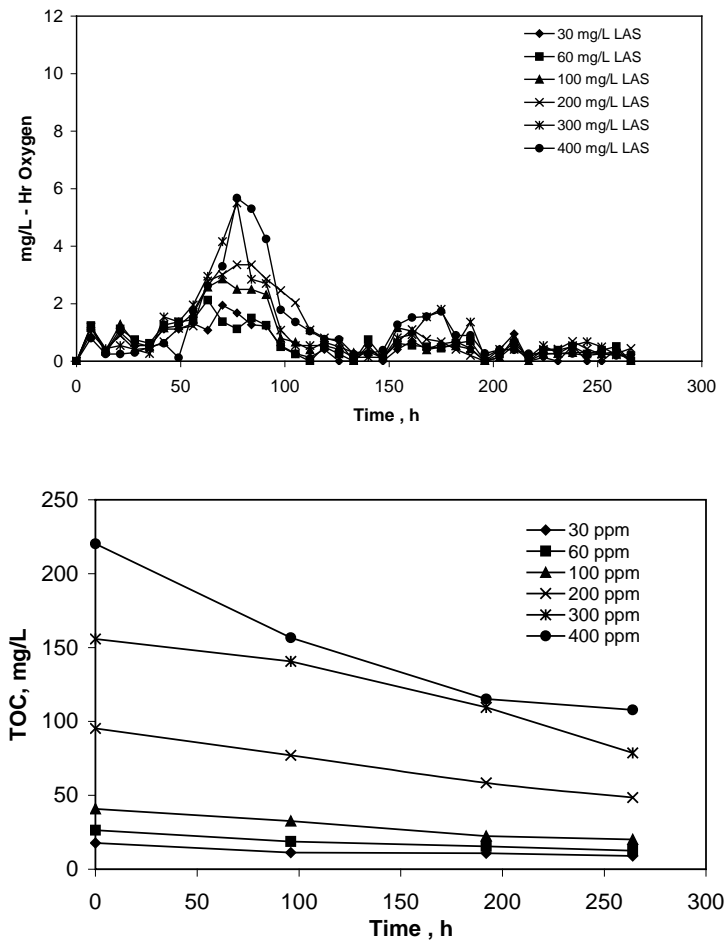 12
10
8
6
4
2
0
mg/L - Hr Oxygen
30 mg/L LAS
60 mg/L LAS
100 mg/L LAS
200 mg/L LAS
300 mg/L LAS
400 mg/L LAS
0 50 100 150 200 250 300
Time , h
250
200
150
100
50
0
TOC, mg/L
30 ppm
60 ppm
100 ppm
200 ppm
300 ppm
400 ppm
0 50 100 150 200 250 300
Time , h